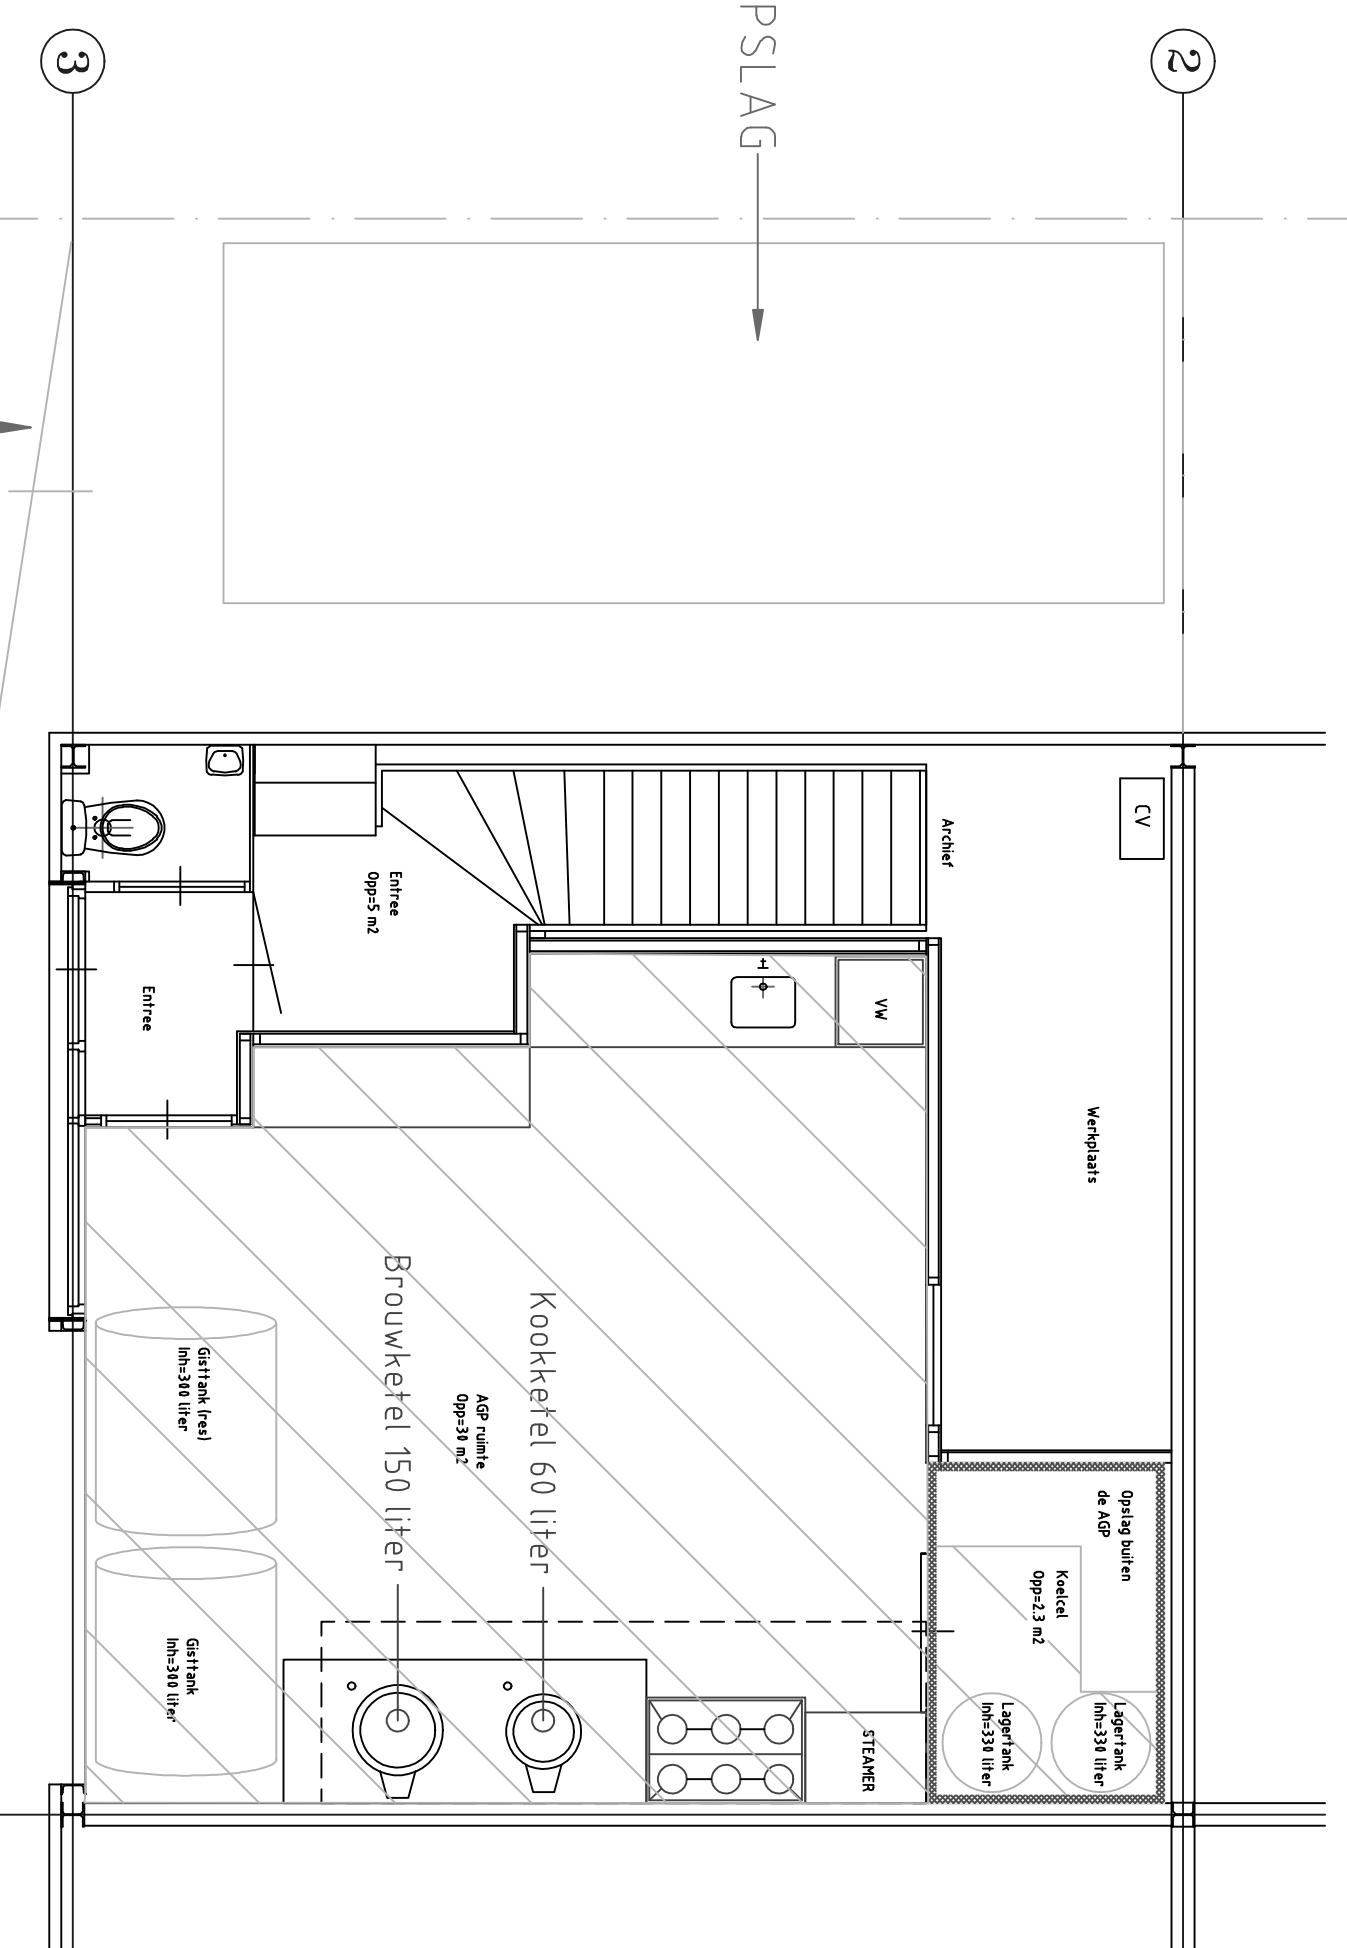 3
2
PSLAG
CV
Archief
Entree
Opp=5 m2
VW
H
Entree
Werkplaats
Gisttank (res)
Inh=300 liter
Brouwketel 150 liter
AGP ruimte
Opp=30 m2
Kookketel 60 liter
Opslag buiten
de AGP
Koelcel
Opp=2.3 m2
Gisttank
Inh=300 liter
STEAMER
Lagertank
Inh=330 liter
Lagertank
Inh=330 liter